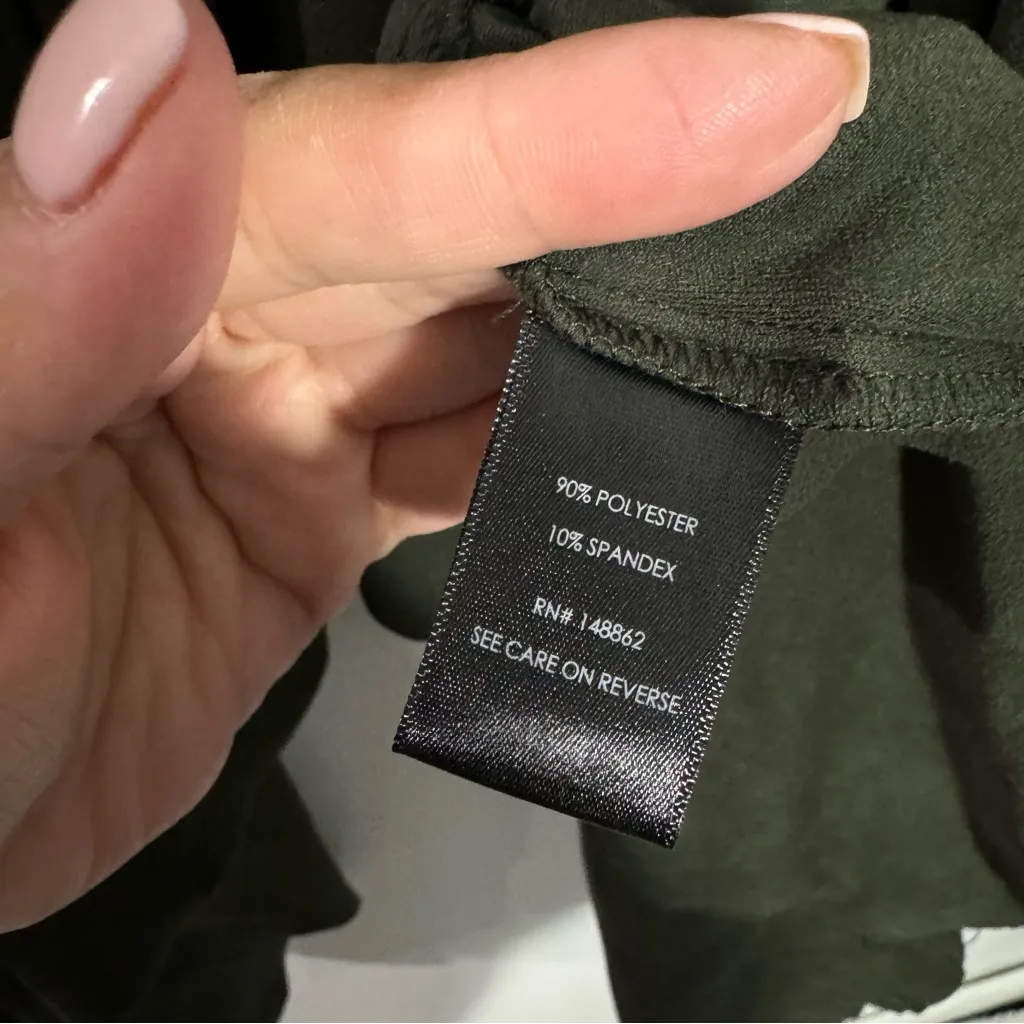 90% POLYESTER
10% SPANDEX
RN# 148862
SEE CARE ON REVERSE